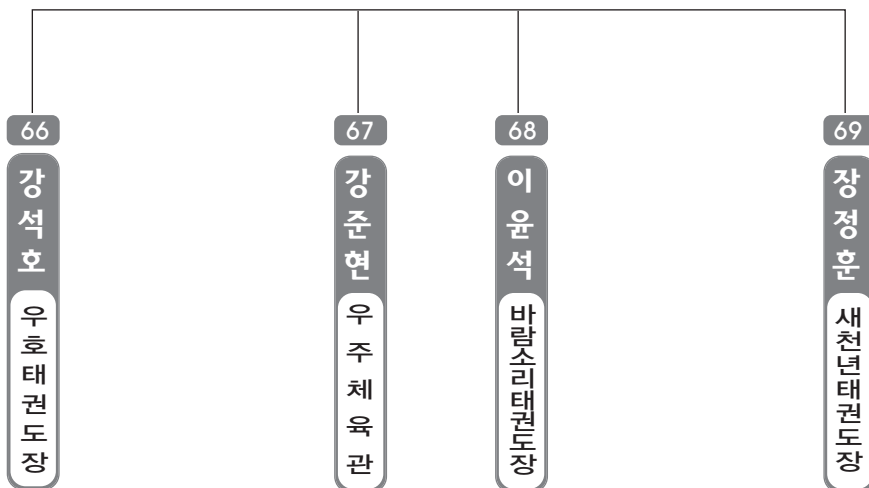 66
강석호
우호태권도장
67
강준현
우주체육관
68
이윤석
바람소리태권도장
69
장정훈
새천년태권도장